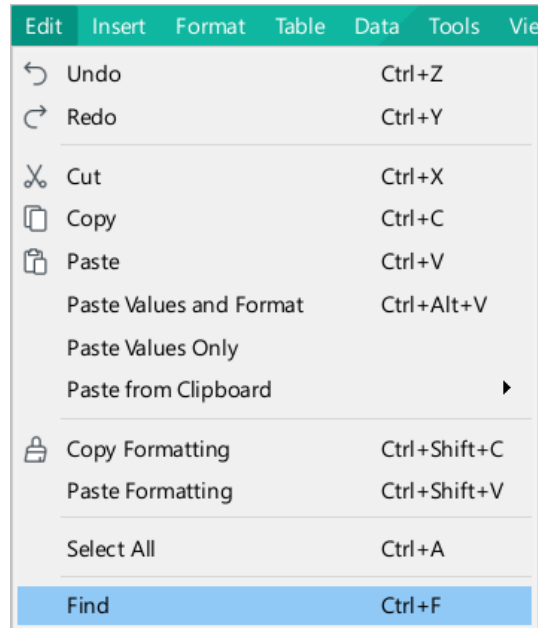 Edit Insert Format Table Data Tools Vie
Undo Ctrl+Z
Redo Ctrl+Y
Cut Ctrl+X
Copy Ctrl+C
Paste Ctrl+V
Paste Values and Format Ctrl+Alt+V
Paste Values Only
Paste from Clipboard
Copy Formatting Ctrl+Shift+C
Paste Formatting Ctrl+Shift+V
Select All Ctrl+A
Find Ctrl+F